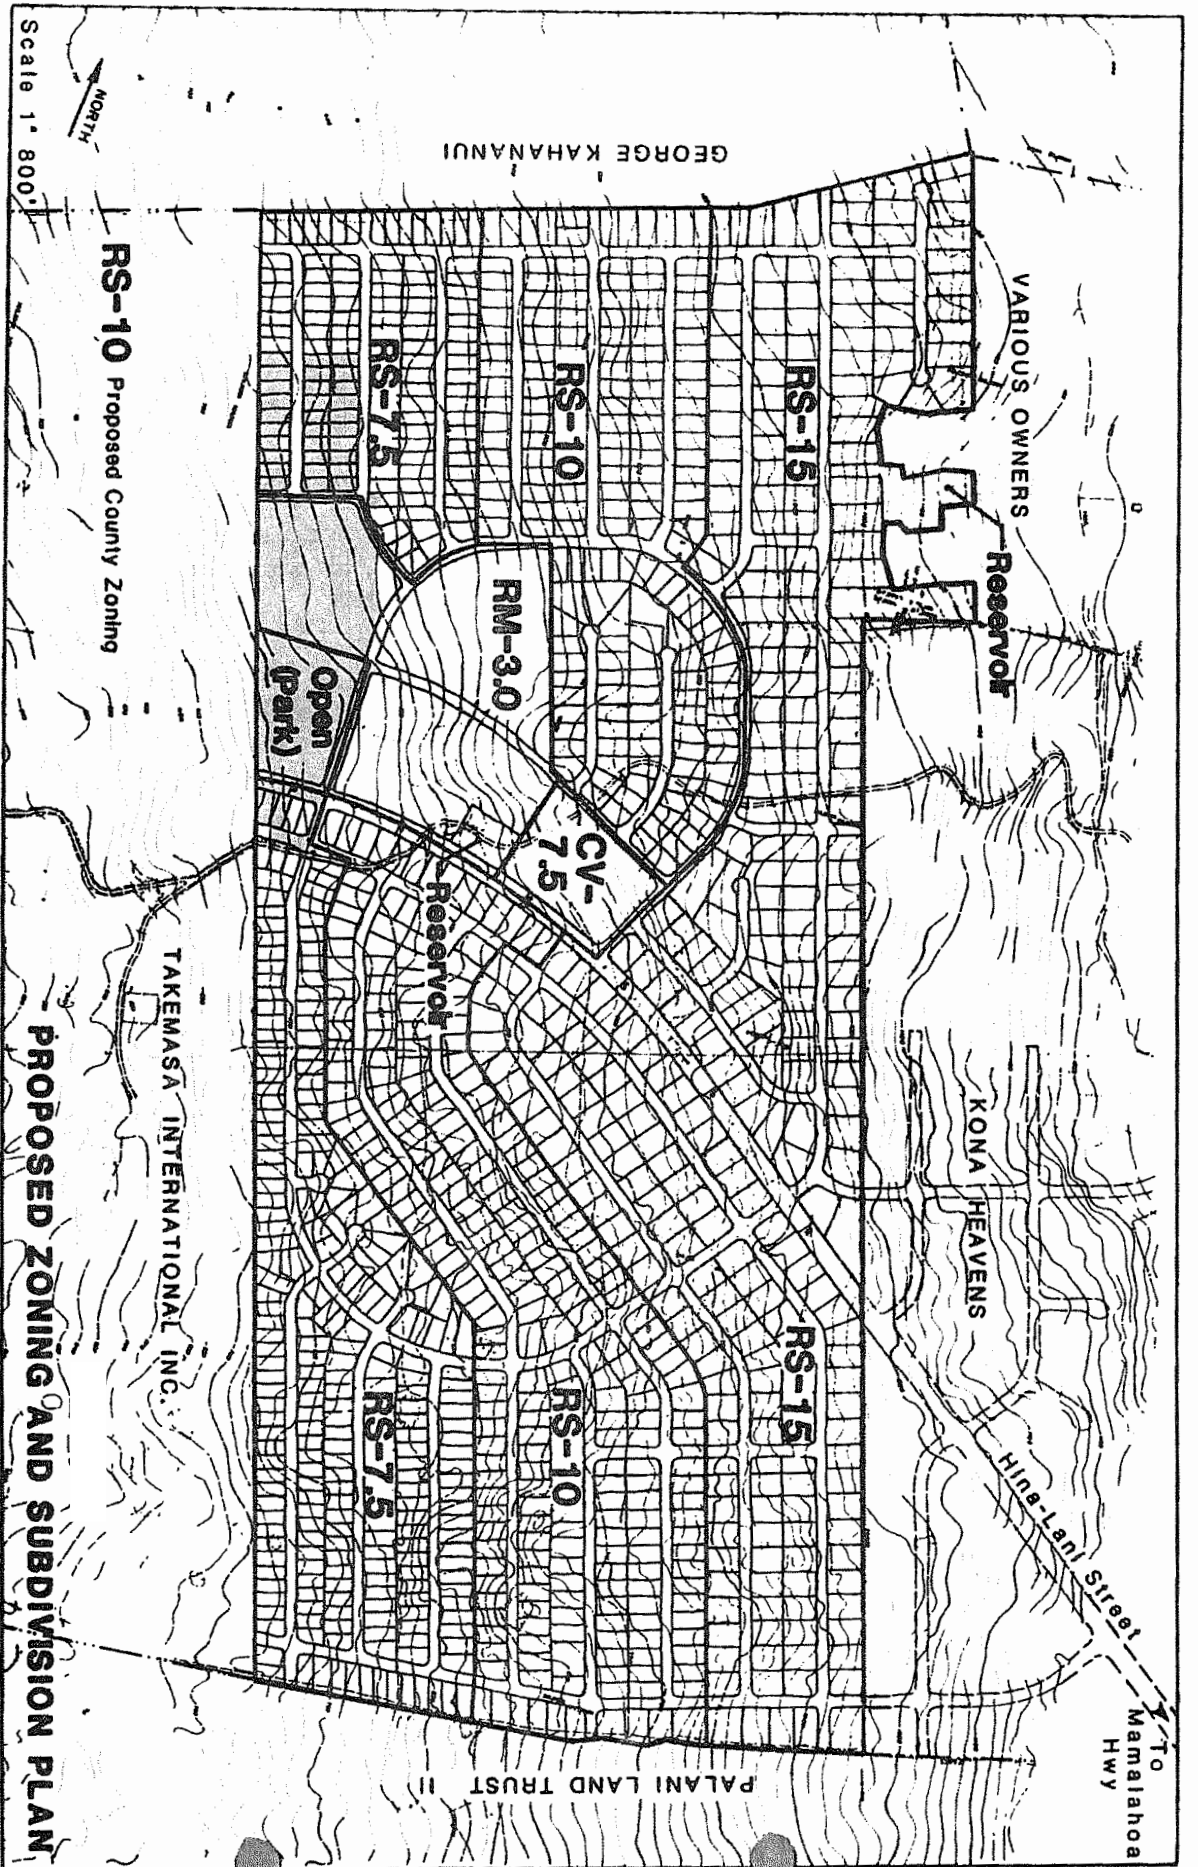 VARIOUS OWNERS
Reservoir
KONA HEAVENS
Hina-Lani Street
To
Mamalahoa
Hwy
GEORGE KAHANANUI
RS-15
RS-15
RS-10
RS-10
CV-
7.5
RM-3.0
Reservoir
RS-7.5
RS-7.5
Open
(Park)
PALANI LAND TRUST II
TAKEMASA INTERNATIONAL INC.
NORTH
RS-10 Proposed County Zoning
Scale 1" 800'
PROPOSED ZONING AND SUBDIVISION PLAN